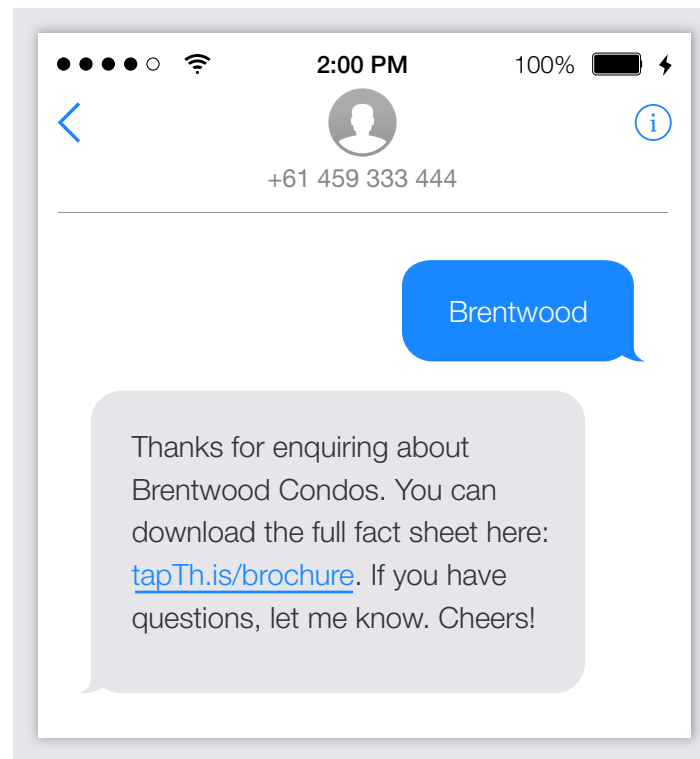 2:00 PM 100%
i
+61 459 333 444
Brentwood
Thanks for enquiring about
Brentwood Condos. You can
download the full fact sheet here:
tapTh.is/brochure. If you have
questions, let me know. Cheers!